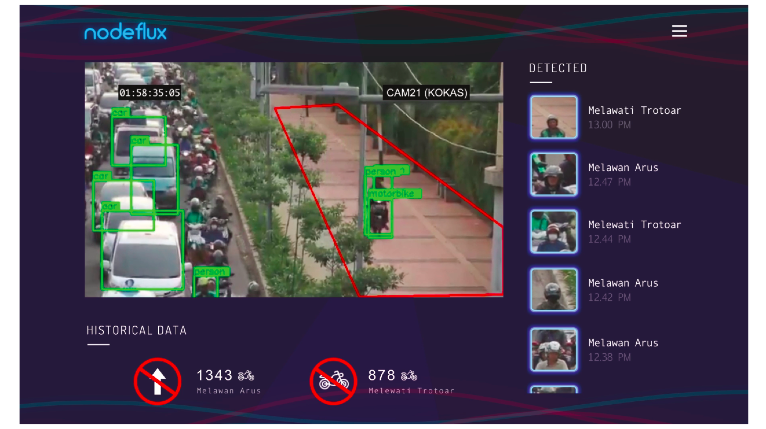 nodeflux
DETECTED
01:58:35:05
CAM21 (KOKAS)
car
car
car
car
person
motorbike
person
Melawati Trotoar
13.00 PM
Melawan Arus
12.47 PM
Melewati Trotoar
12.44 PM
Melawan Arus
12.42 PM
Melawan Arus
12.38 PM
HISTORICAL DATA
1343
Melawan Arus
878
Melewati Trotoar